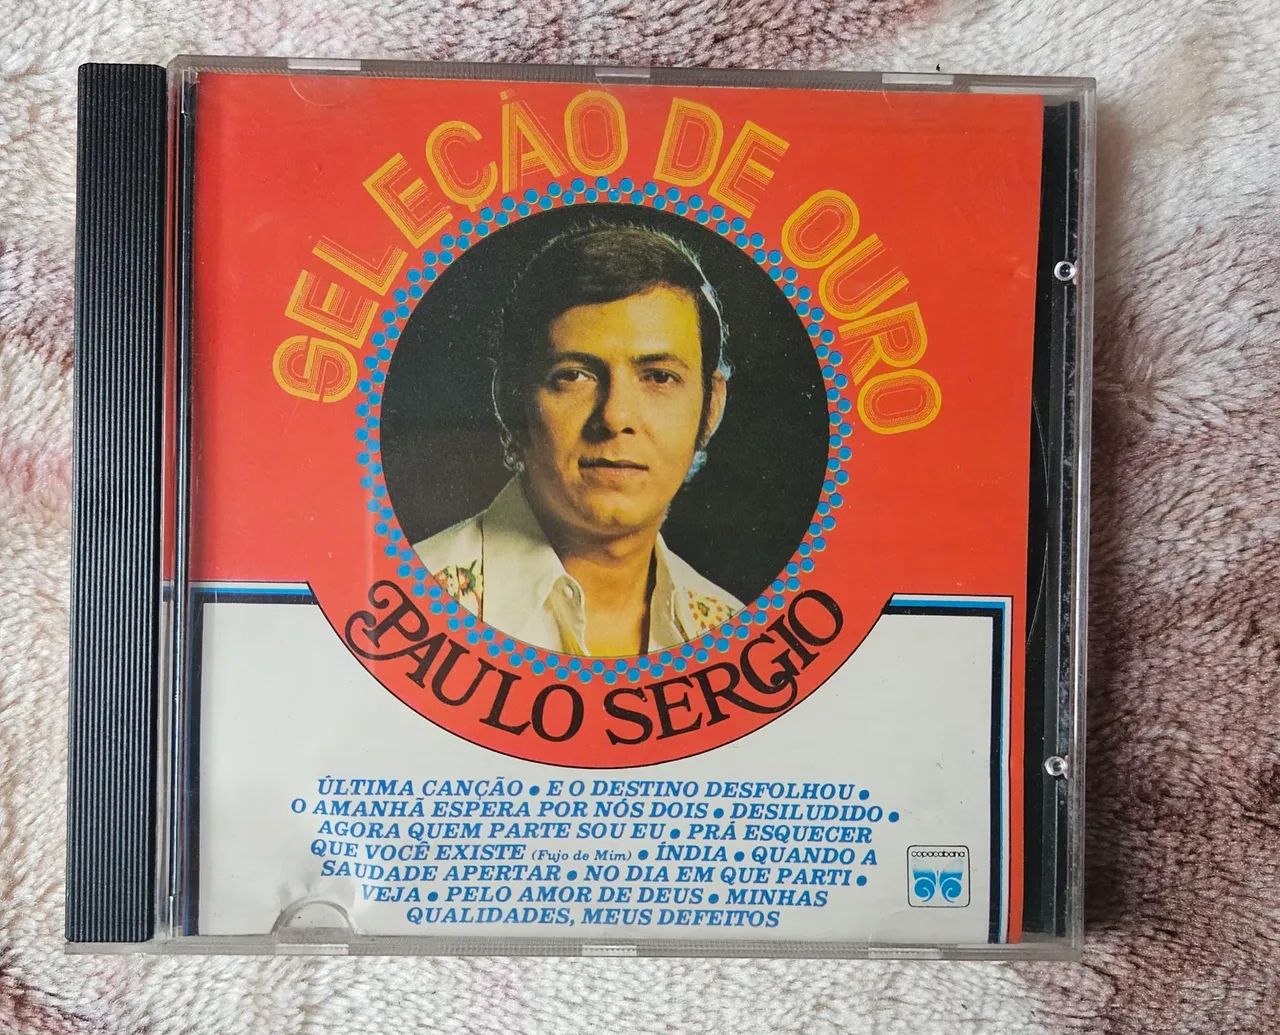 SELEÇÃO DE OURO
PAULO SERGIO
ÚLTIMA CANÇÃO • E O DESTINO DESFOLHOU •
O AMANHÃ ESPERA POR NÓS DOIS • DESILUDIDO •
AGORA QUEM PARTE SOU EU • PRÁ ESQUECER
QUE VOCÊ EXISTE (Fujo de Mim) • ÍNDIA • QUANDO A
SAUDADE APERTAR • NO DIA EM QUE PARTI •
VEJA • PELO AMOR DE DEUS • MINHAS
QUALIDADES, MEUS DEFEITOS
copacabana